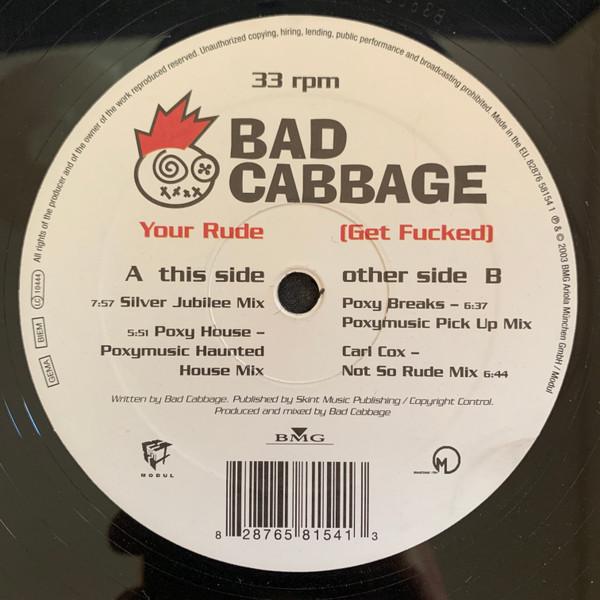 All rights of the producer and of the owner of the work reproduced reserved. Unauthorized copying, hiring, lending, public performance and broadcasting prohibited. Made in the EU. 82876 58154 1 ℗ & © 2003 BMG Ariola München GmbH / Modul
33 rpm
BAD
CABBAGE
Your Rude (Get Fucked)
A this side
7:57 Silver Jubilee Mix
5:51 Poxy House –
Poxymusic Haunted
House Mix
other side B
Poxy Breaks – 6:37
Poxymusic Pick Up Mix
Carl Cox –
Not So Rude Mix 6:44
LC 10444
BIEM
GEMA
Written by Bad Cabbage. Published by Skint Music Publishing / Copyright Control.
Produced and mixed by Bad Cabbage
BMG
MODUL
8 28765 81541 3